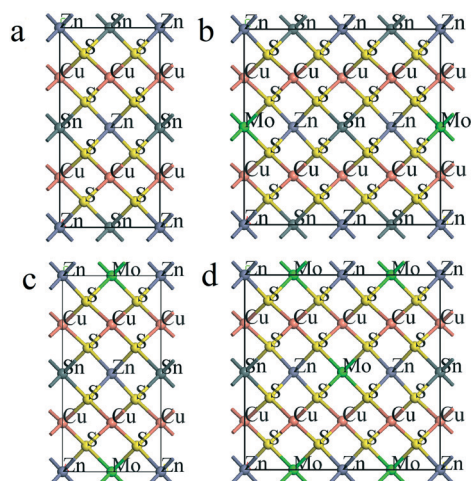 a
Zn Sn Zn
S S
Cu Cu Cu
S S
Sn Zn Sn
S S
Cu Cu Cu
S S
Zn Sn Zn
b
Zn Sn Zn Sn Zn
S S S S
Cu Cu Cu Cu Cu
S S S S
Mo Zn Sn Zn Mo
S S S S
Cu Cu Cu Cu Cu
S S S S
Zn Sn Zn Sn Zn
c
Zn Mo Zn
S S
Cu Cu Cu
S S
Sn Zn Sn
S S
Cu Cu Cu
S S
Zn Mo Zn
d
Zn Mo Zn Mo Zn
S S S S
Cu Cu Cu Cu Cu
S S S S
Sn Zn Mo Zn Sn
S S S S
Cu Cu Cu Cu Cu
S S S S
Zn Mo Zn Mo Zn